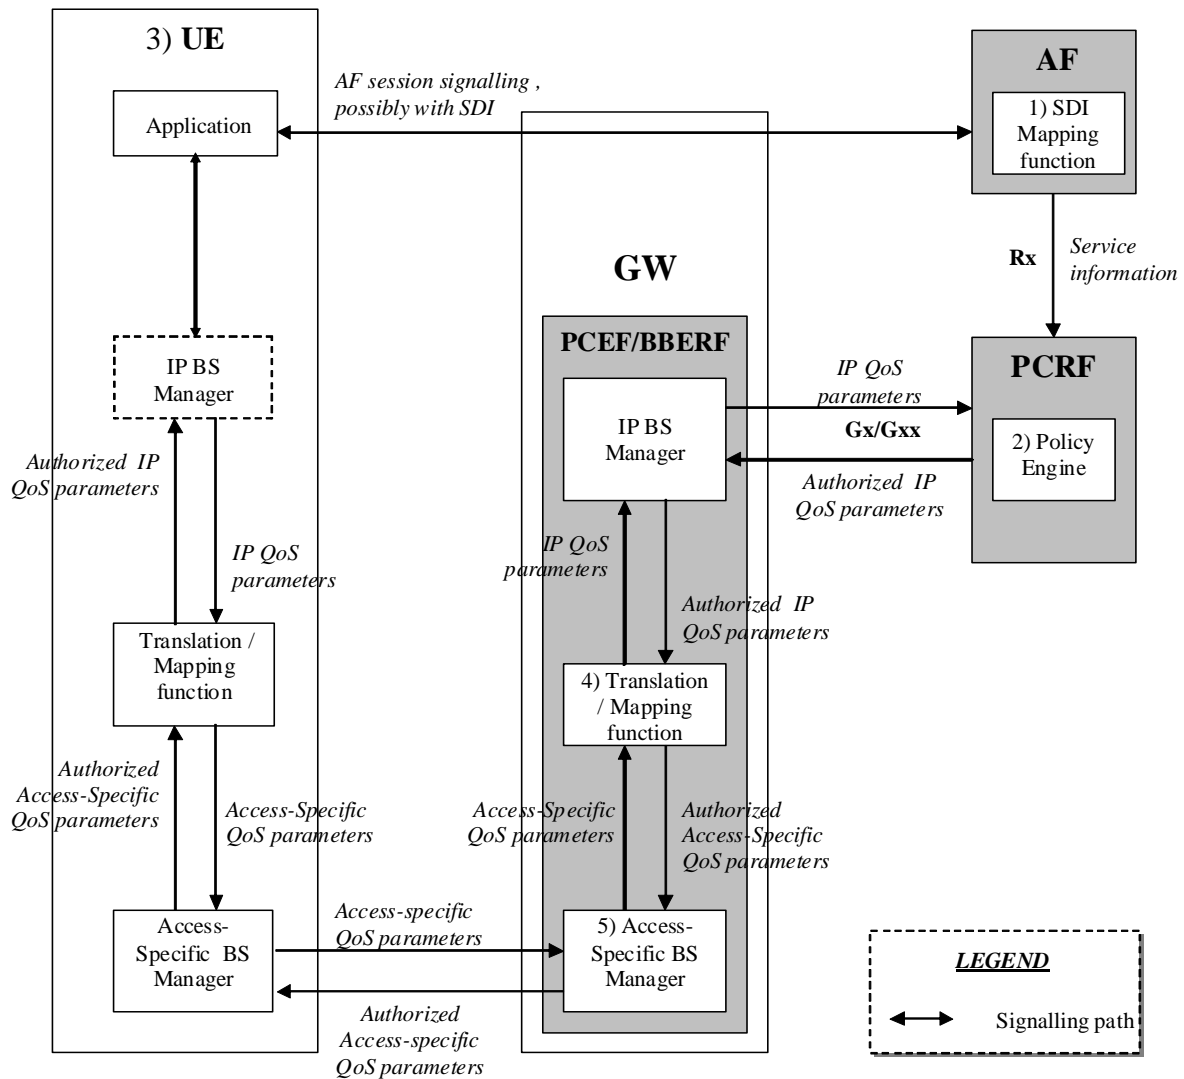 3) UE
Application
AF session signalling ,
possibly with SDI
AF
1) SDI
Mapping
function
Rx
Service
information
GW
PCEF/BBERF
PCRF
2) Policy
Engine
IP BS
Manager
IP BS
Manager
IP QoS
parameters
Gx/Gxx
Authorized IP
QoS parameters
Authorized IP
QoS parameters
IP QoS
parameters
IP QoS
parameters
Authorized IP
QoS parameters
Translation /
Mapping
function
4) Translation
/ Mapping
function
Authorized
Access-Specific
QoS parameters
Access-Specific
QoS parameters
Access-Specific
QoS parameters
Authorized
Access-Specific
QoS parameters
Access-
Specific BS
Manager
Access-specific
QoS parameters
5) Access-
Specific BS
Manager
Authorized
Access-specific
QoS parameters
LEGEND
Signalling path